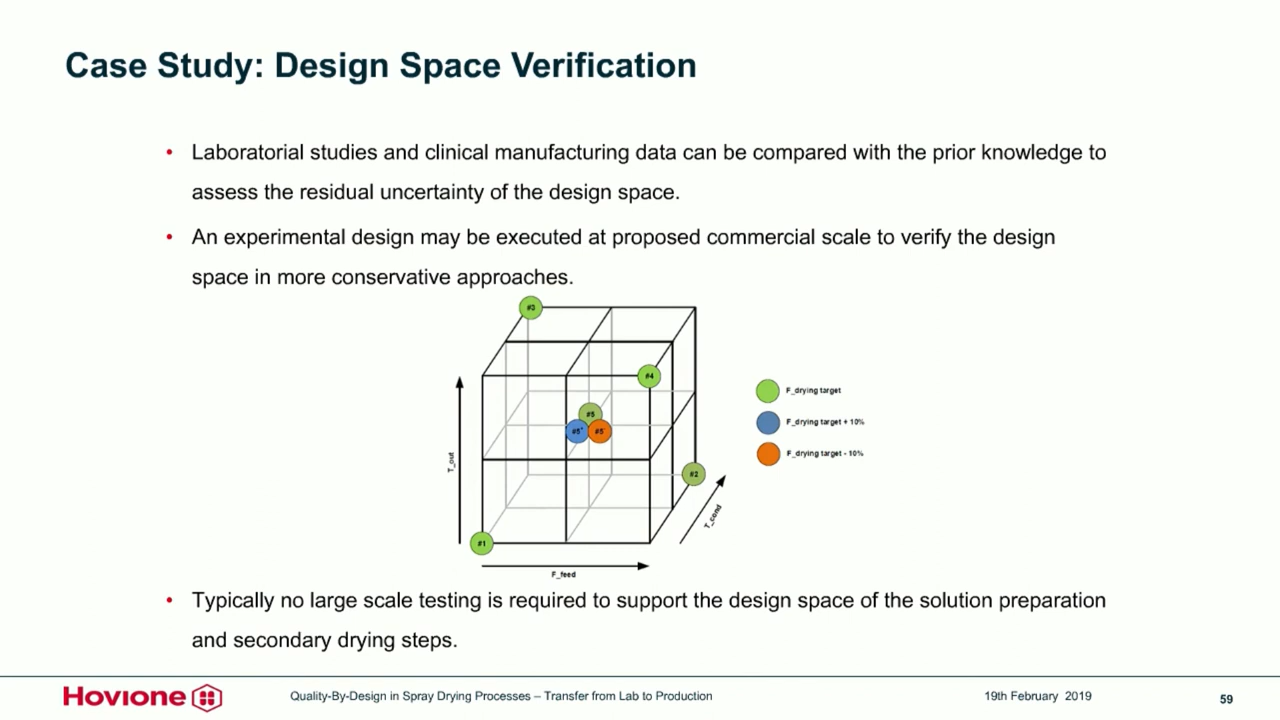 Case Study: Design Space Verification
• Laboratorial studies and clinical manufacturing data can be compared with the prior knowledge to
assess the residual uncertainty of the design space.
• An experimental design may be executed at proposed commercial scale to verify the design
space in more conservative approaches.
#3
#4
#5
#5+
#5-
#2
#1
T_out
T_cond
F_feed
F_drying target
F_drying target + 10%
F_drying target - 10%
• Typically no large scale testing is required to support the design space of the solution preparation
and secondary drying steps.
Hovione
Quality-By-Design in Spray Drying Processes – Transfer from Lab to Production
19th February 2019
59